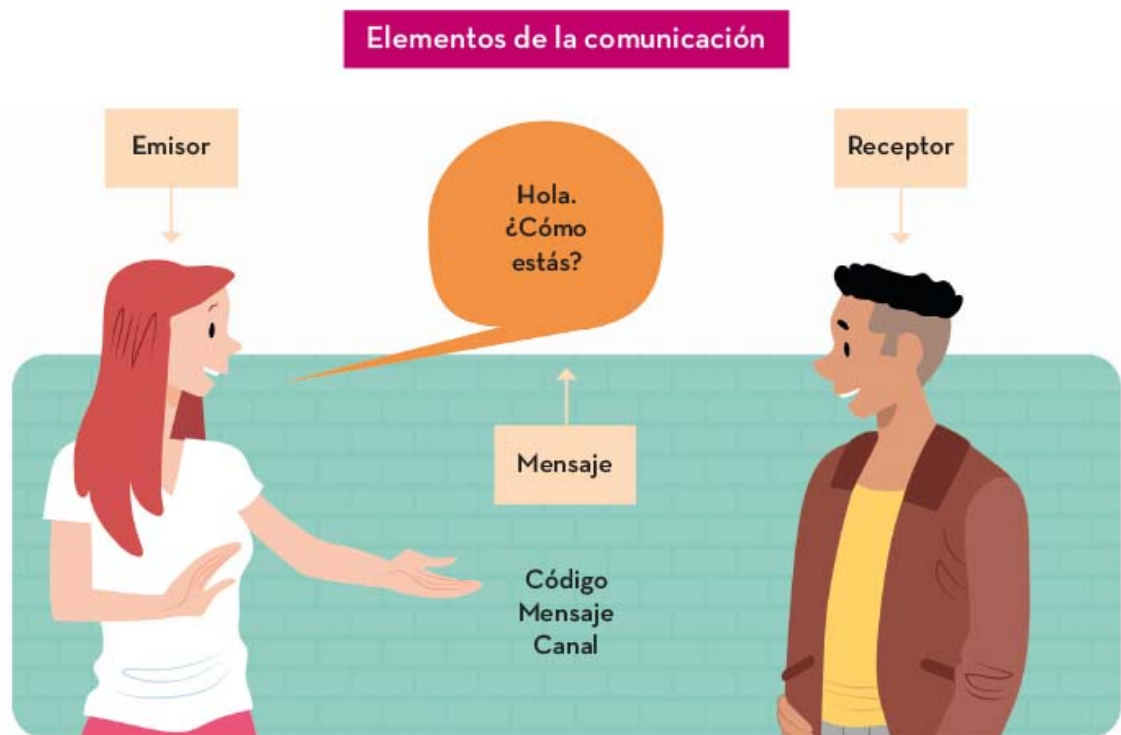 Elementos de la comunicación
Emisor
Receptor
Hola.
¿Cómo
estás?
Mensaje
Código
Mensaje
Canal